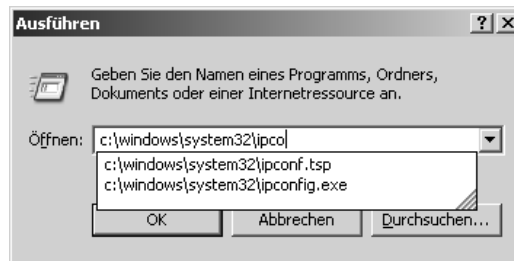 Ausführen
Geben Sie den Namen eines Programms, Ordners,
Dokuments oder einer Internetressource an.
Öffnen: c:\windows\system32\ipco
c:\windows\system32\ipconf.tsp
c:\windows\system32\ipconfig.exe
OK Abbrechen Durchsuchen...